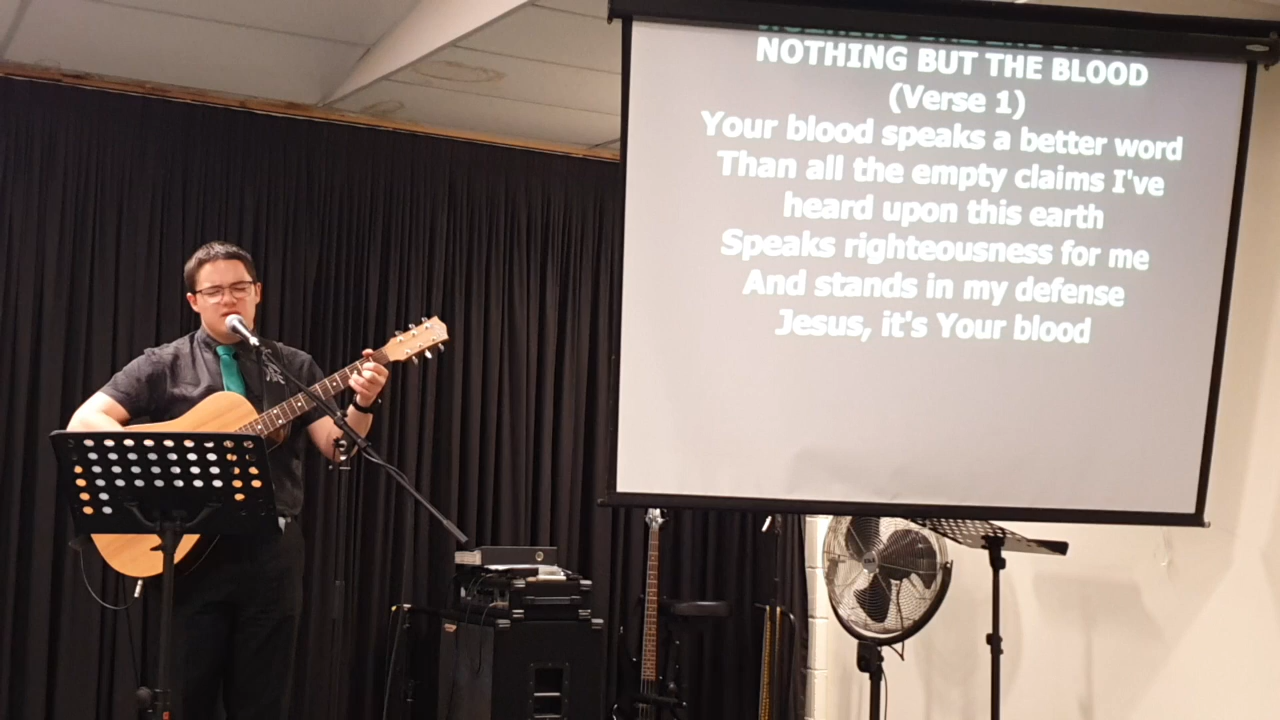 NOTHING BUT THE BLOOD
(Verse 1)
Your blood speaks a better word
Than all the empty claims I've
heard upon this earth
Speaks righteousness for me
And stands in my defense
Jesus, it's Your blood